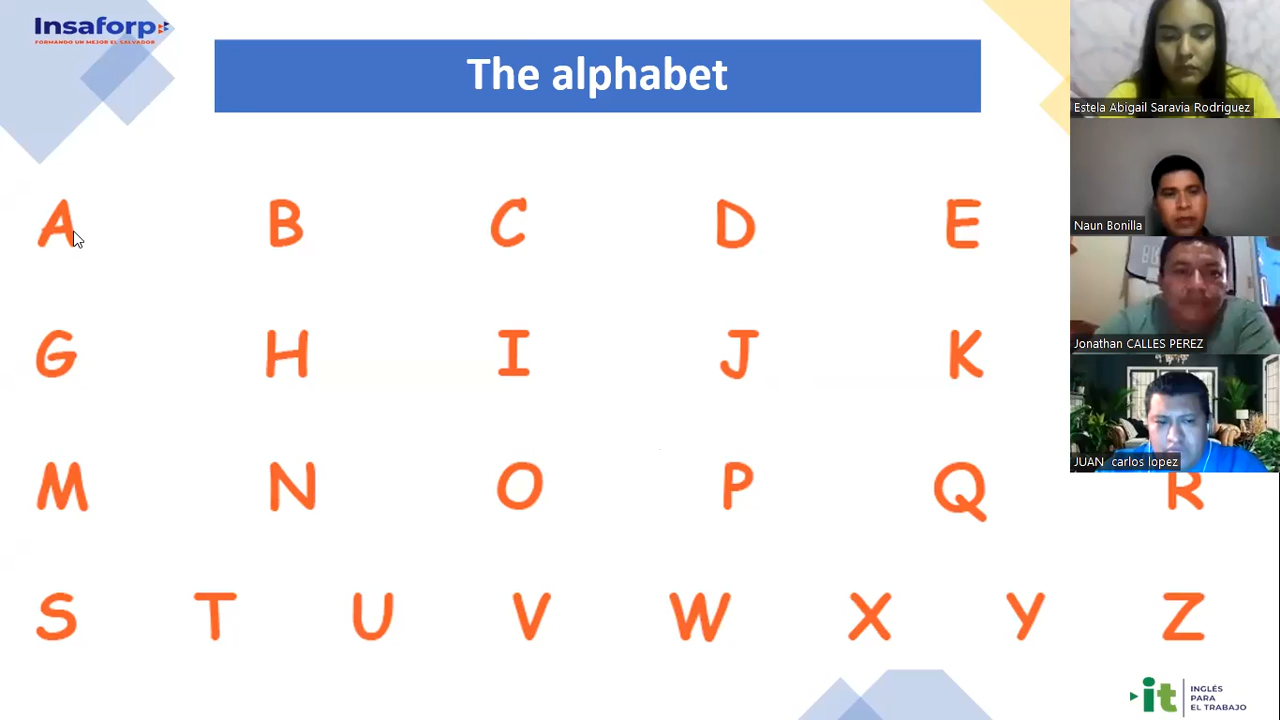 Insaforp
FORMANDO UN MEJOR EL SALVADOR
The alphabet
A B C D E
G H I J K
M N O P Q R
S T U V W X Y Z
Estela Abigail Saravia Rodriguez
Naun Bonilla
Jonathan CALLES PEREZ
JUAN carlos lopez
it
INGLÉS
PARA
EL TRABAJO